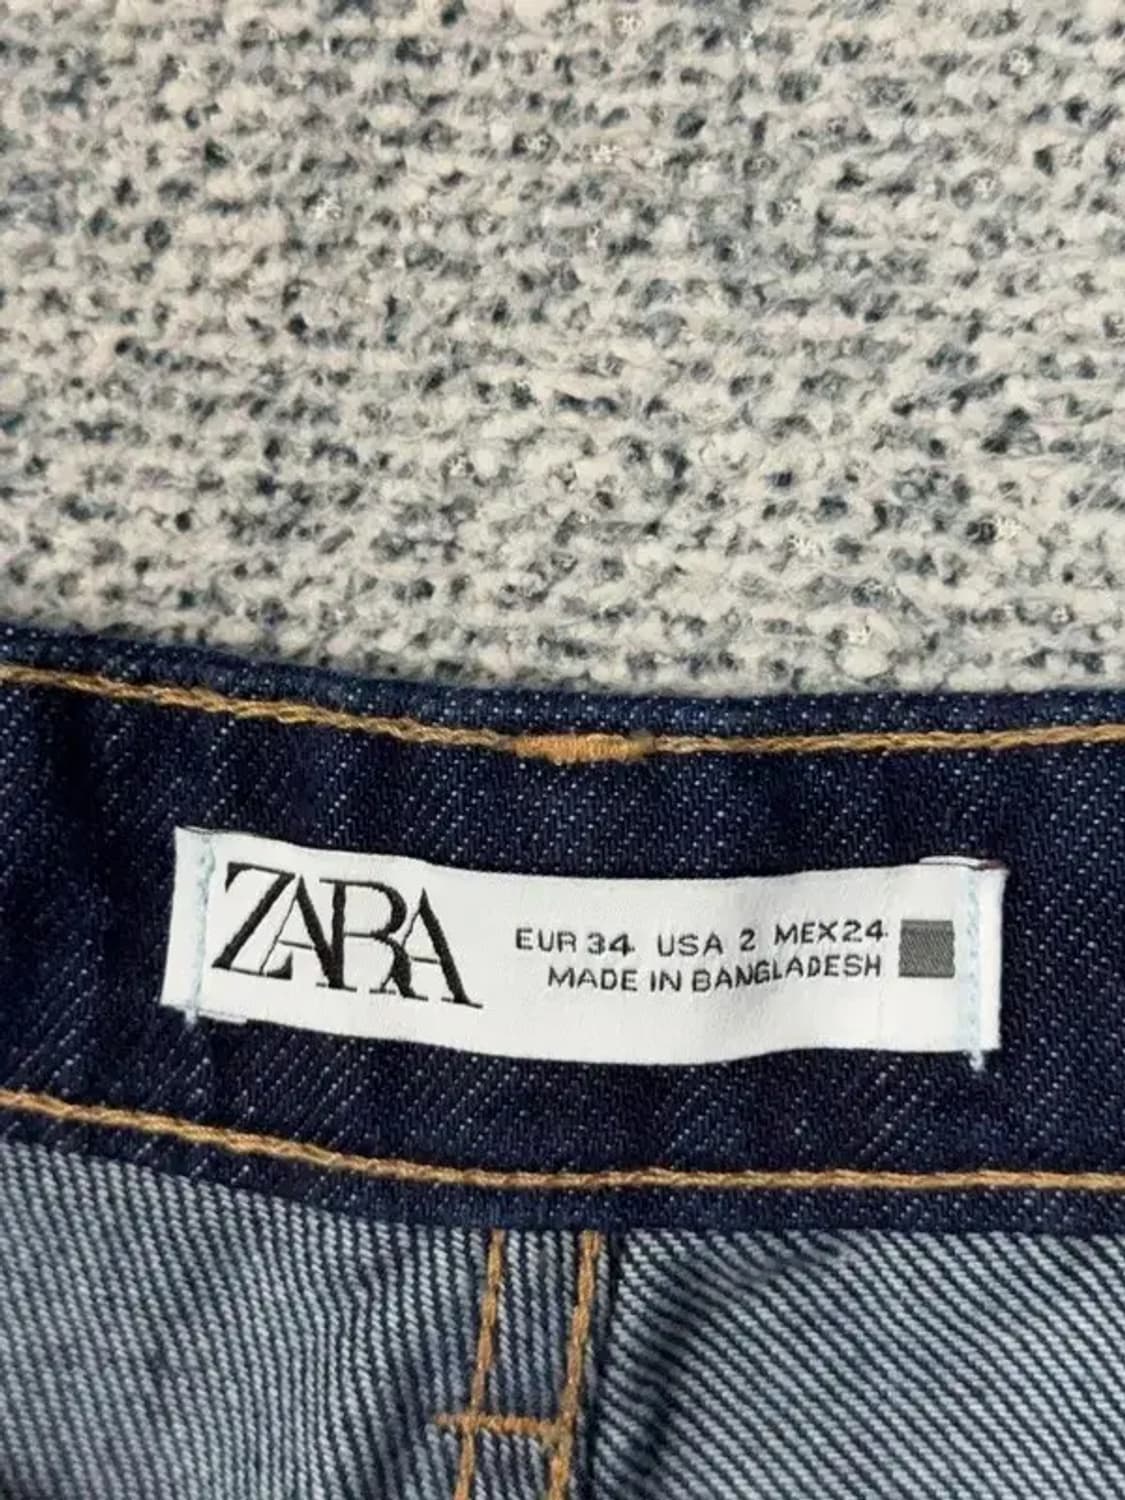 ZARA
EUR 34 USA 2 MEX 24
MADE IN BANGLADESH